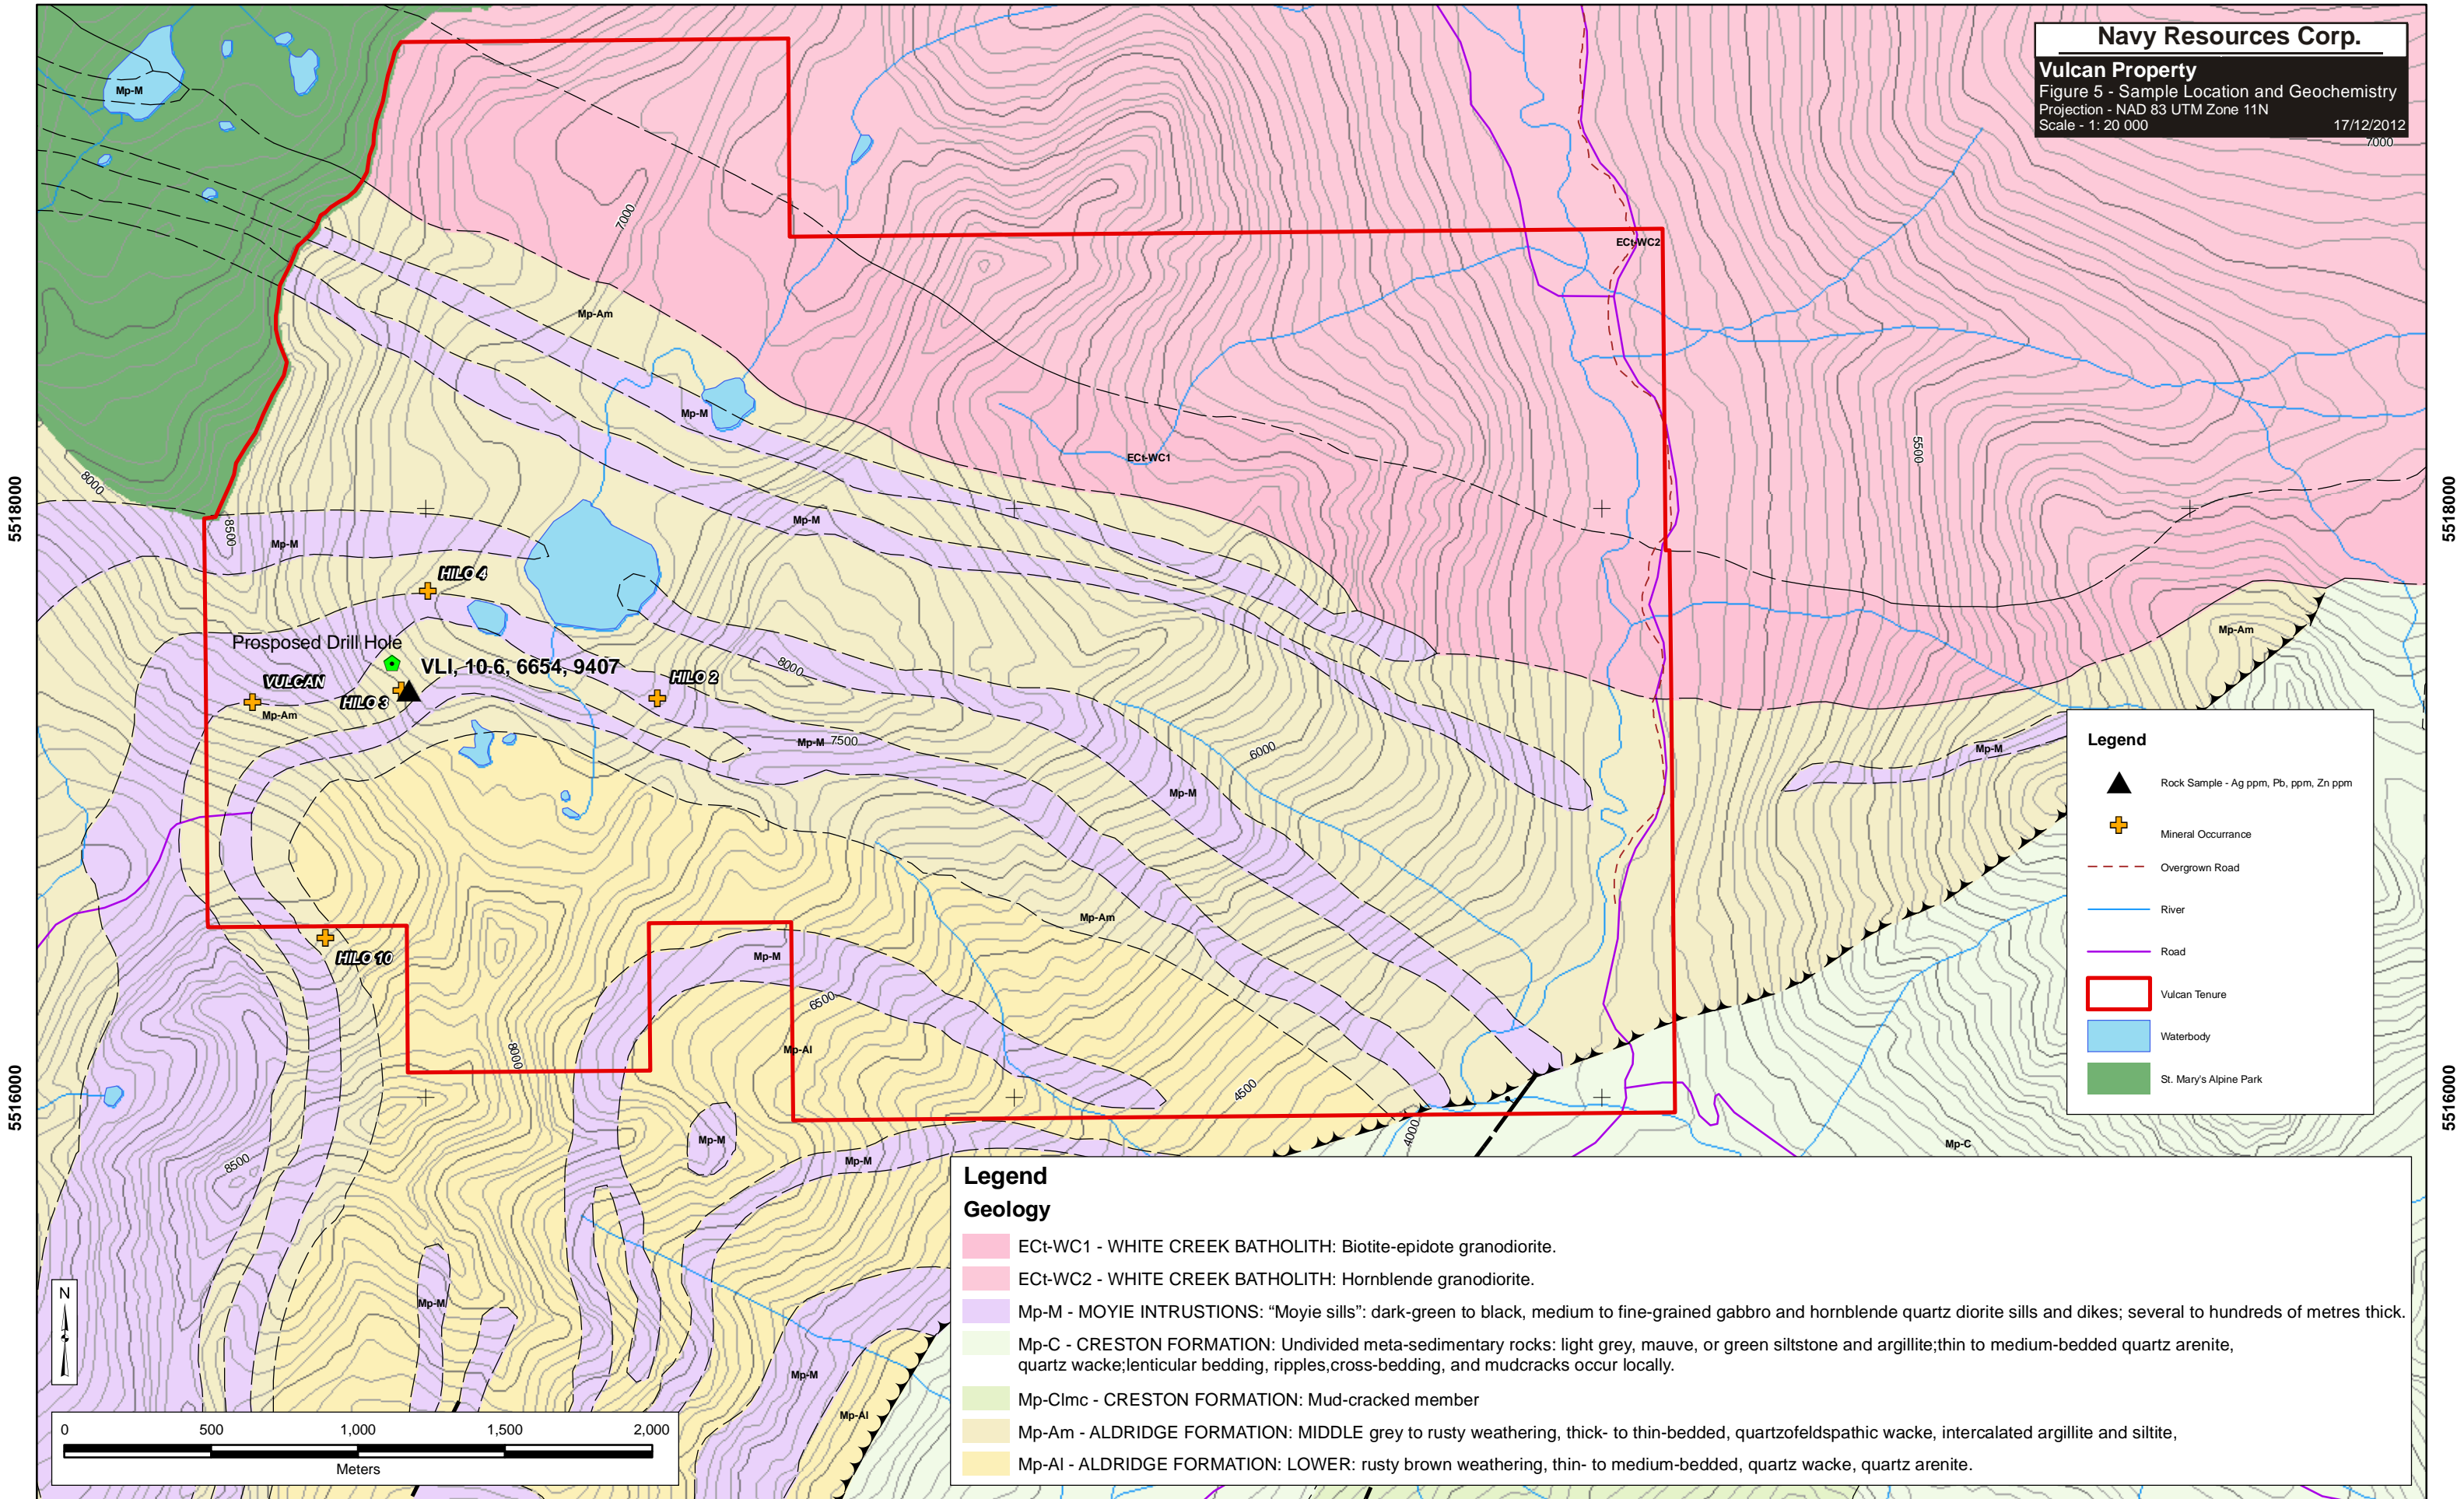 Navy Resources Corp.
Vulcan Property
Figure 5 - Sample Location and Geochemistry
Projection - NAD 83 UTM Zone 11N
Scale - 1: 20 000 17/12/2012
7000
Mp-M
7000
ECt-WC2
Mp-Am
Mp-M
ECt-WC1
5500
8000
5518000
5518000
8500
Mp-M
Mp-M
HILO 4
Prosposed Drill Hole
VLI, 10.6, 6654, 9407
8000
HILO 2
VULCAN
HILO 3
Mp-Am
Mp-M
7500
6000
Mp-M
Mp-Am
Mp-M
Legend
Rock Sample - Ag ppm, Pb, ppm, Zn ppm
Mineral Occurrance
Overgrown Road
River
Road
Vulcan Tenure
Waterbody
St. Mary's Alpine Park
Mp-Am
HILO 10
Mp-M
6500
Mp-Al
8000
4500
5516000
5516000
4000
Mp-M
Mp-C
8500
Mp-M
Mp-M
Mp-M
Mp-Al
Legend
Geology
ECt-WC1 - WHITE CREEK BATHOLITH: Biotite-epidote granodiorite.
ECt-WC2 - WHITE CREEK BATHOLITH: Hornblende granodiorite.
Mp-M - MOYIE INTRUSTIONS: “Moyie sills”: dark-green to black, medium to fine-grained gabbro and hornblende quartz diorite sills and dikes; several to hundreds of metres thick.
Mp-C - CRESTON FORMATION: Undivided meta-sedimentary rocks: light grey, mauve, or green siltstone and argillite;thin to medium-bedded quartz arenite,
quartz wacke;lenticular bedding, ripples,cross-bedding, and mudcracks occur locally.
Mp-Clmc - CRESTON FORMATION: Mud-cracked member
Mp-Am - ALDRIDGE FORMATION: MIDDLE grey to rusty weathering, thick- to thin-bedded, quartzofeldspathic wacke, intercalated argillite and siltite,
Mp-Al - ALDRIDGE FORMATION: LOWER: rusty brown weathering, thin- to medium-bedded, quartz wacke, quartz arenite.
N
0 500 1,000 1,500 2,000
Meters